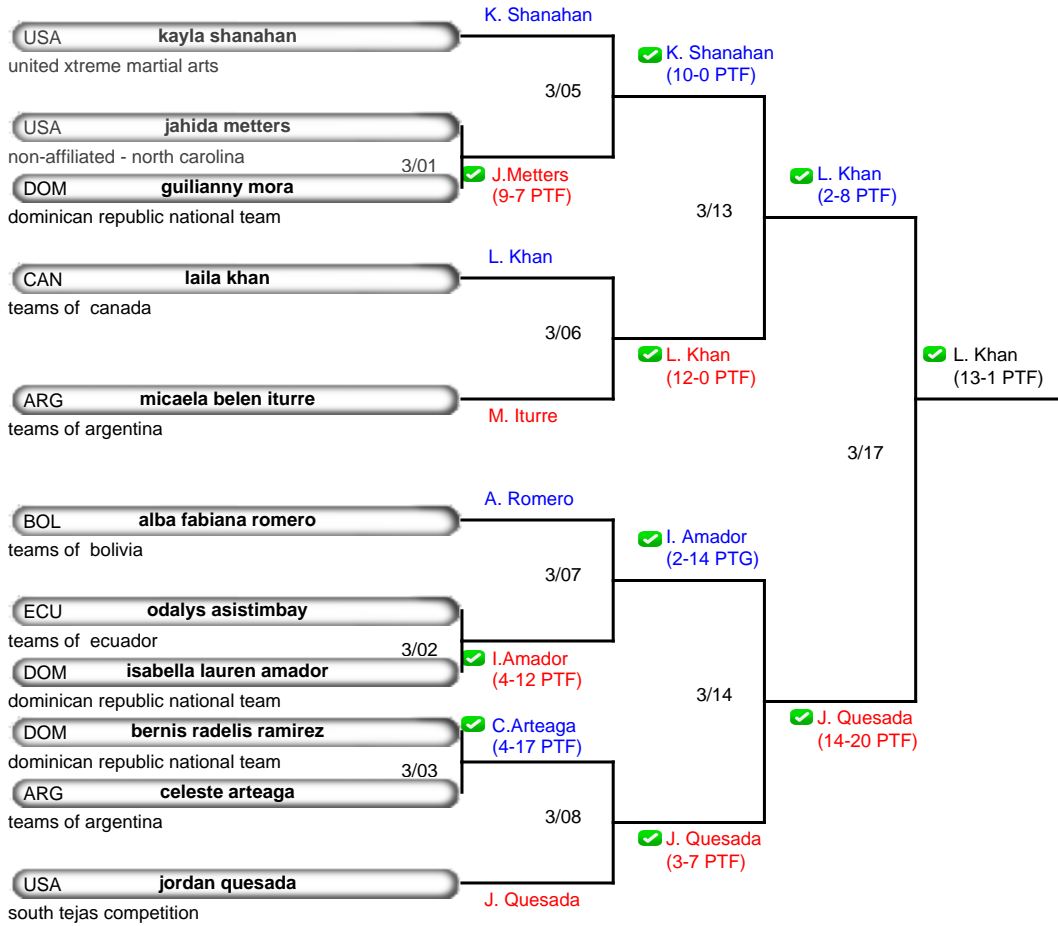 K. Shanahan
USA kayla shanahan
united xtreme martial arts
K. Shanahan
(10-0 PTF)
3/05
USA jahida metters
non-affiliated - north carolina
3/01
J.Metters
(9-7 PTF)
DOM guilianny mora
dominican republic national team
L. Khan
(2-8 PTF)
3/13
L. Khan
CAN laila khan
teams of  canada
3/06
L. Khan
(12-0 PTF)
L. Khan
(13-1 PTF)
ARG micaela belen iturre
M. Iturre
teams of argentina
3/17
A. Romero
BOL alba fabiana romero
teams of  bolivia
I. Amador
(2-14 PTG)
3/07
ECU odalys asistimbay
teams of  ecuador
3/02
I.Amador
(4-12 PTF)
DOM isabella lauren amador
dominican republic national team
3/14
J. Quesada
(14-20 PTF)
DOM bernis radelis ramirez
C.Arteaga
(4-17 PTF)
dominican republic national team
3/03
ARG celeste arteaga
teams of argentina
3/08
J. Quesada
(3-7 PTF)
USA jordan quesada
J. Quesada
south tejas competition